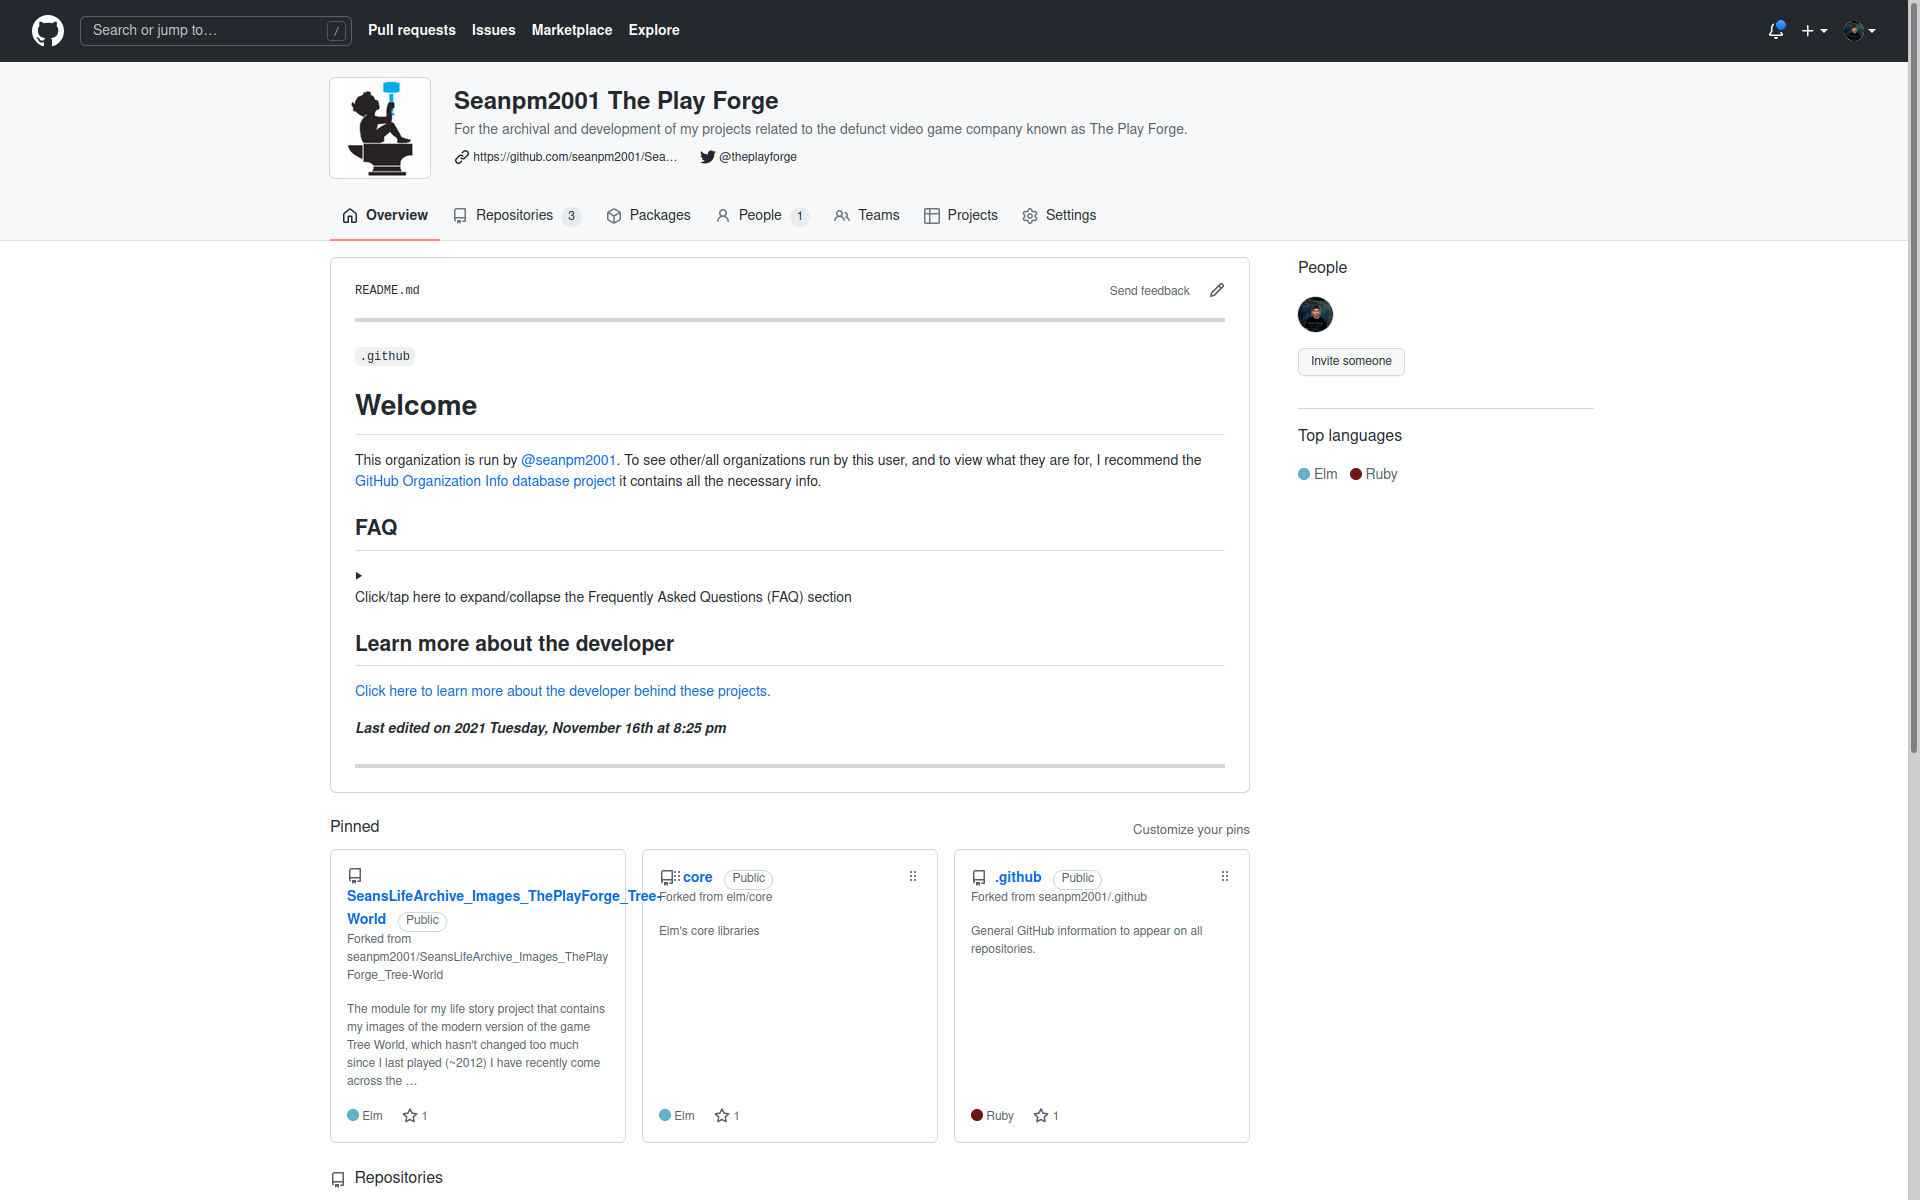 Search or jump to…
/
Pull requests
Issues
Marketplace
Explore
Seanpm2001 The Play Forge
For the archival and development of my projects related to the defunct video game company known as The Play Forge.
https://github.com/seanpm2001/Sea…
@theplayforge
Overview
Repositories 3
Packages
People 1
Teams
Projects
Settings
README.md
Send feedback
.github
Welcome
This organization is run by @seanpm2001. To see other/all organizations run by this user, and to view what they are for, I recommend the
GitHub Organization Info database project it contains all the necessary info.
FAQ
Click/tap here to expand/collapse the Frequently Asked Questions (FAQ) section
Learn more about the developer
Click here to learn more about the developer behind these projects.
Last edited on 2021 Tuesday, November 16th at 8:25 pm
People
Invite someone
Top languages
Elm
Ruby
Pinned
Customize your pins
SeansLifeArchive_Images_ThePlayForge_Tree-
World Public
Forked from
seanpm2001/SeansLifeArchive_Images_ThePlay
Forge_Tree-World
The module for my life story project that contains
my images of the modern version of the game
Tree World, which hasn't changed too much
since I last played (~2012) I have recently come
across the …
Elm 1
core Public
Forked from elm/core
Elm's core libraries
Elm 1
.github Public
Forked from seanpm2001/.github
General GitHub information to appear on all
repositories.
Ruby 1
Repositories